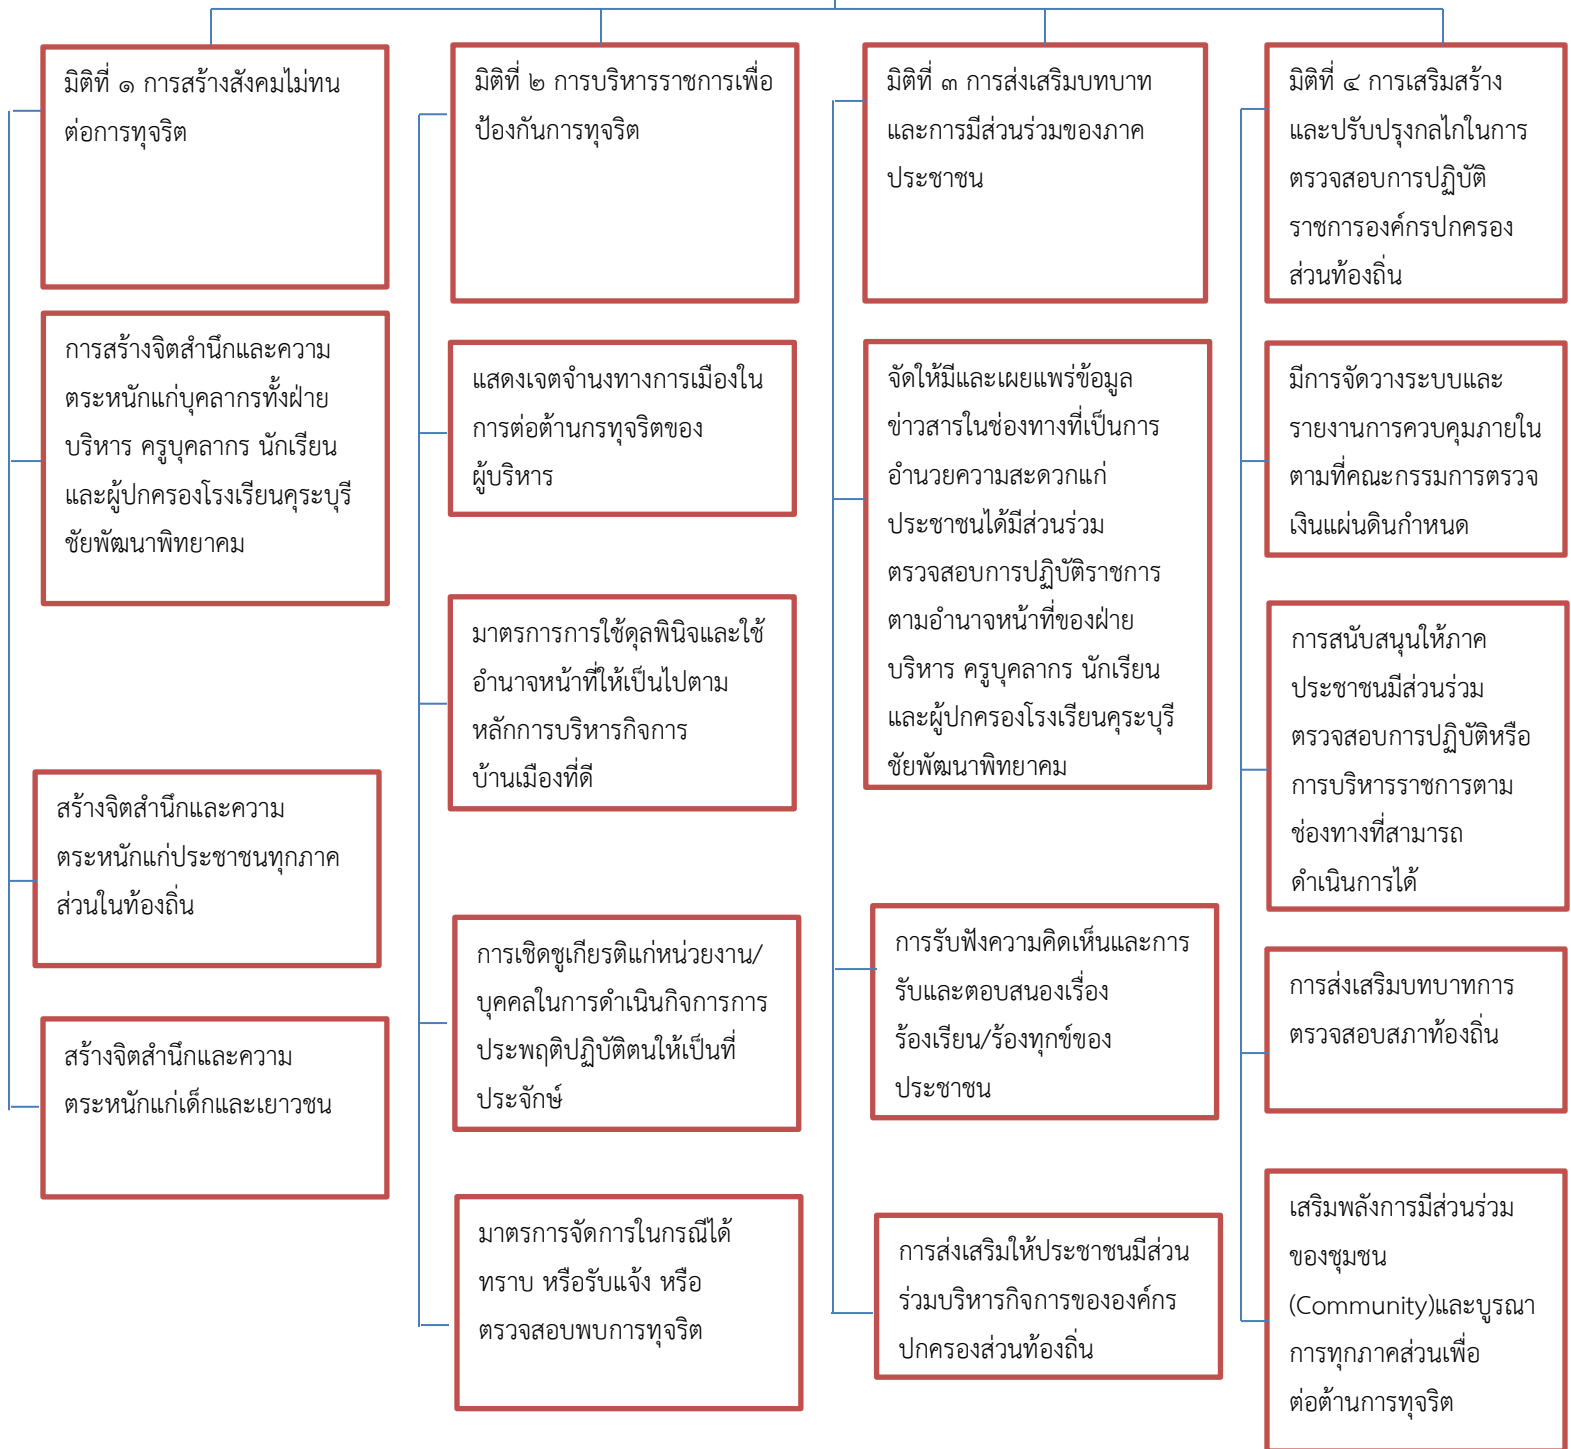 มิติที่ ๑ การสร้างสังคมไม่ทน
ต่อการทุจริต
การสร้างจิตสำนึกและความ
ตระหนักแก่บุคลากรทั้งฝ่าย
บริหาร ครูบุคลากร นักเรียน
และผู้ปกครองโรงเรียนคุระบุรี
ชัยพัฒนาพิทยาคม
สร้างจิตสำนึกและความ
ตระหนักแก่ประชาชนทุกภาค
ส่วนในท้องถิ่น
สร้างจิตสำนึกและความ
ตระหนักแก่เด็กและเยาวชน
มิติที่ ๒ การบริหารราชการเพื่อ
ป้องกันการทุจริต
แสดงเจตจำนงทางการเมืองใน
การต่อต้านกรทุจริตของ
ผู้บริหาร
มาตรการการใช้ดุลพินิจและใช้
อำนาจหน้าที่ให้เป็นไปตาม
หลักการบริหารกิจการ
บ้านเมืองที่ดี
การเชิดชูเกียรติแก่หน่วยงาน/
บุคคลในการดำเนินกิจการการ
ประพฤติปฏิบัติตนให้เป็นที่
ประจักษ์
มาตรการจัดการในกรณีได้
ทราบ หรือรับแจ้ง หรือ
ตรวจสอบพบการทุจริต
มิติที่ ๓ การส่งเสริมบทบาท
และการมีส่วนร่วมของภาค
ประชาชน
จัดให้มีและเผยแพร่ข้อมูล
ข่าวสารในช่องทางที่เป็นการ
อำนวยความสะดวกแก่
ประชาชนได้มีส่วนร่วม
ตรวจสอบการปฏิบัติราชการ
ตามอำนาจหน้าที่ของฝ่าย
บริหาร ครูบุคลากร นักเรียน
และผู้ปกครองโรงเรียนคุระบุรี
ชัยพัฒนาพิทยาคม
การรับฟังความคิดเห็นและการ
รับและตอบสนองเรื่อง
ร้องเรียน/ร้องทุกข์ของ
ประชาชน
การส่งเสริมให้ประชาชนมีส่วน
ร่วมบริหารกิจการขององค์กร
ปกครองส่วนท้องถิ่น
มิติที่ ๔ การเสริมสร้าง
และปรับปรุงกลไกในการ
ตรวจสอบการปฏิบัติ
ราชการองค์กรปกครอง
ส่วนท้องถิ่น
มีการจัดวางระบบและ
รายงานการควบคุมภายใน
ตามที่คณะกรรมการตรวจ
เงินแผ่นดินกำหนด
การสนับสนุนให้ภาค
ประชาชนมีส่วนร่วม
ตรวจสอบการปฏิบัติหรือ
การบริหารราชการตาม
ช่องทางที่สามารถ
ดำเนินการได้
การส่งเสริมบทบาทการ
ตรวจสอบสภาท้องถิ่น
เสริมพลังการมีส่วนร่วม
ของชุมชน
(Community)และบูรณา
การทุกภาคส่วนเพื่อ
ต่อต้านการทุจริต